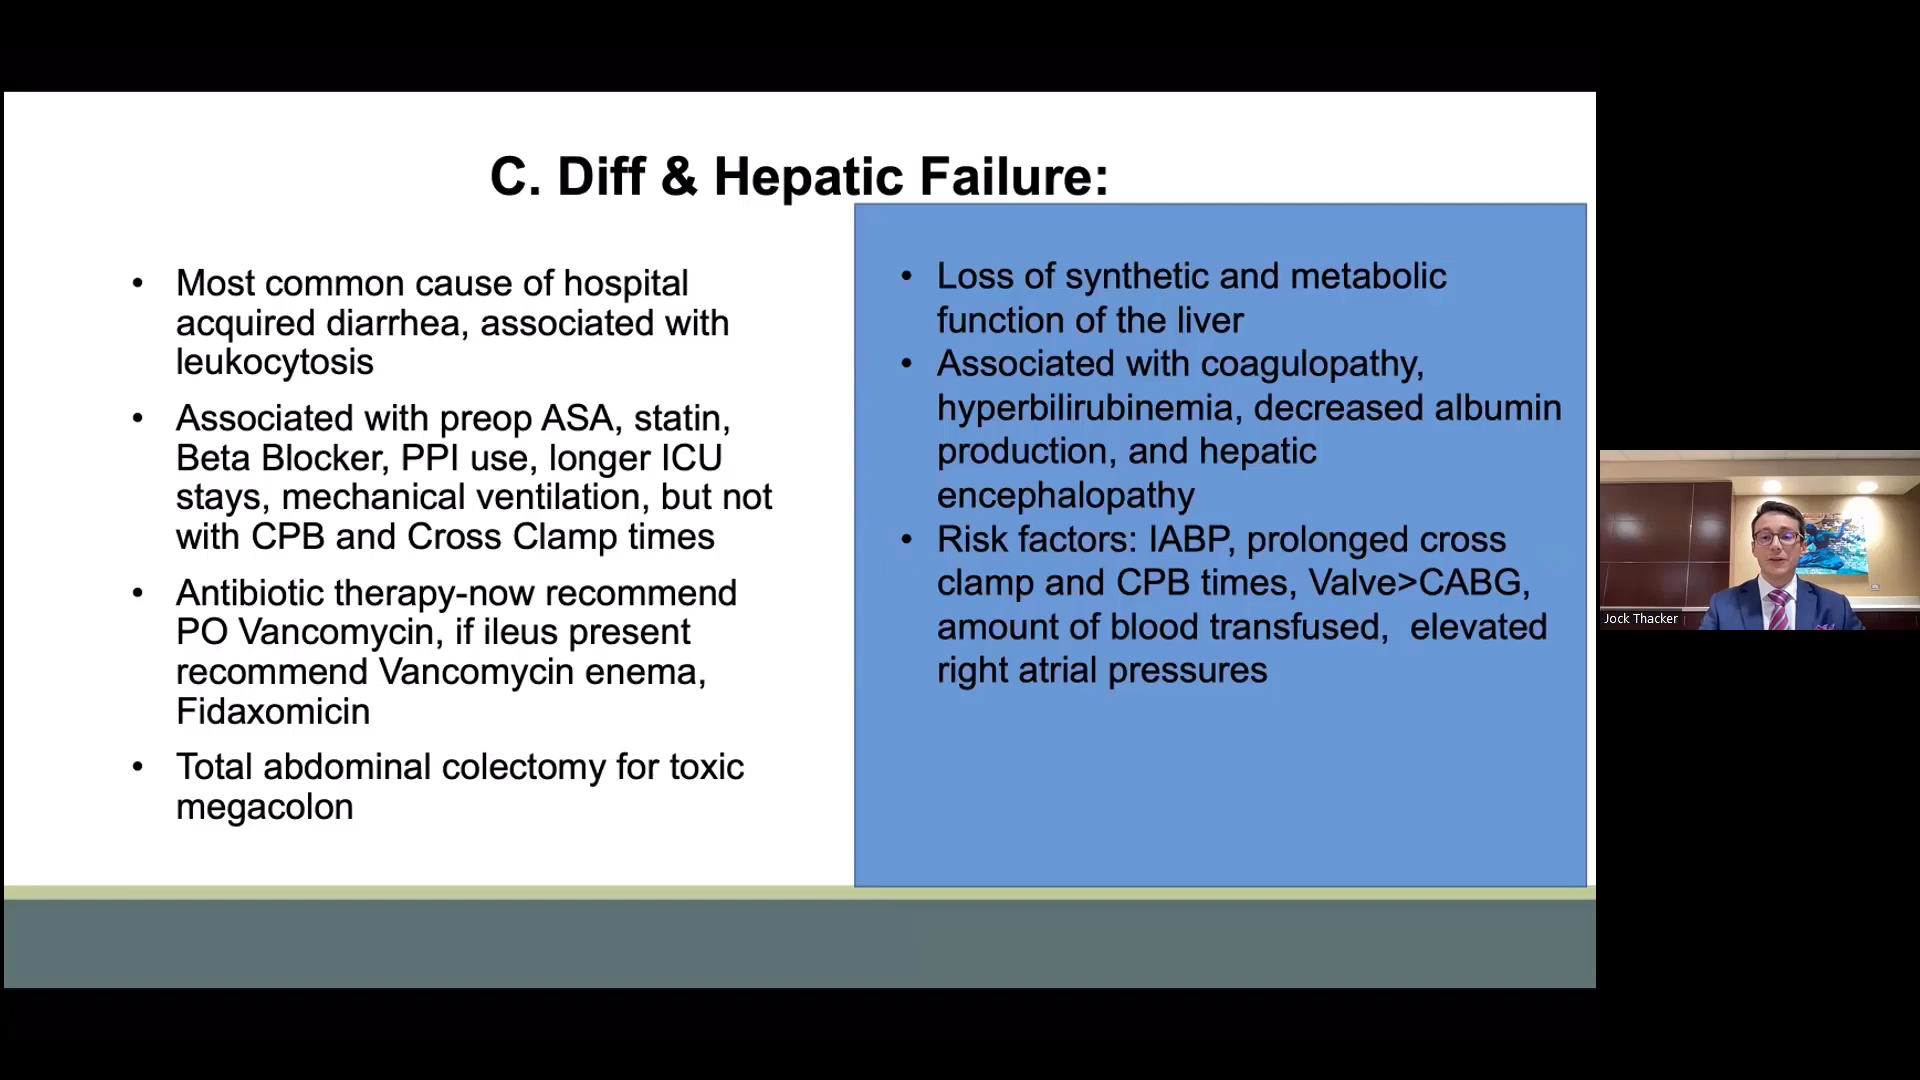 C. Diff & Hepatic Failure:
• Most common cause of hospital
acquired diarrhea, associated with
leukocytosis
• Associated with preop ASA, statin,
Beta Blocker, PPI use, longer ICU
stays, mechanical ventilation, but not
with CPB and Cross Clamp times
• Antibiotic therapy-now recommend
PO Vancomycin, if ileus present
recommend Vancomycin enema,
Fidaxomicin
• Total abdominal colectomy for toxic
megacolon
• Loss of synthetic and metabolic
function of the liver
• Associated with coagulopathy,
hyperbilirubinemia, decreased albumin
production, and hepatic
encephalopathy
• Risk factors: IABP, prolonged cross
clamp and CPB times, Valve>CABG,
amount of blood transfused, elevated
right atrial pressures
Jock Thacker